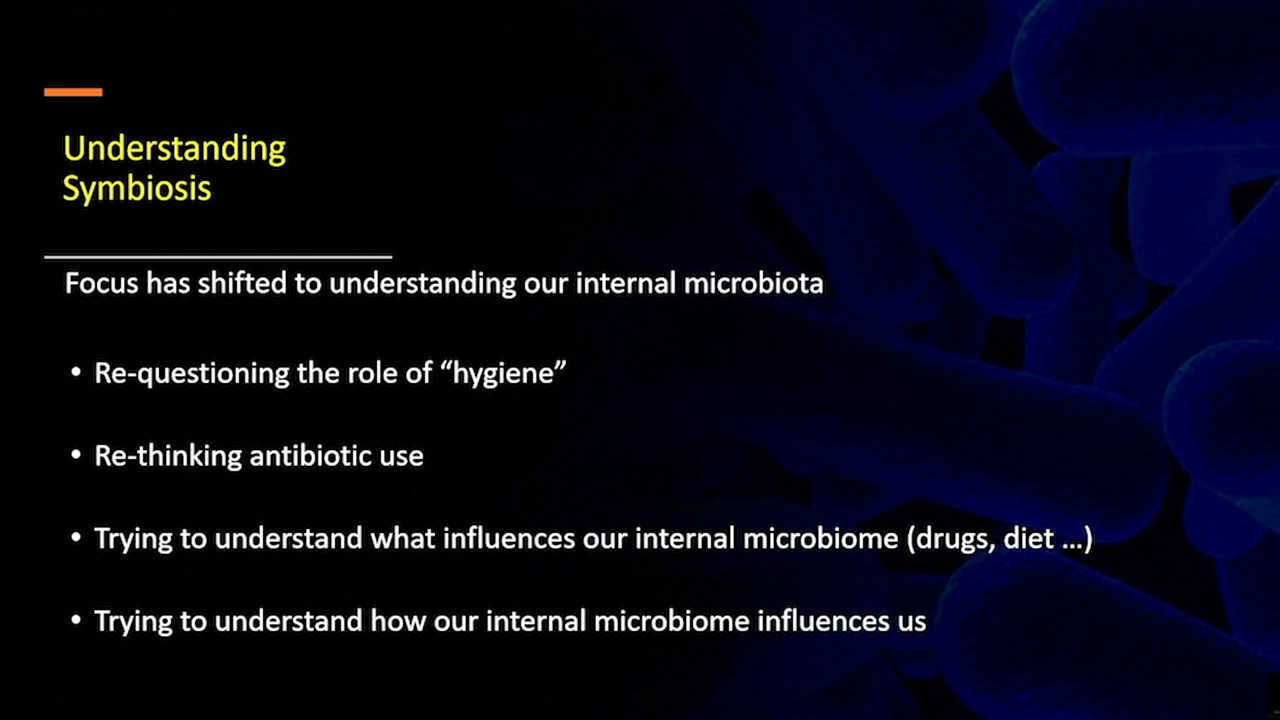 Understanding
Symbiosis
Focus has shifted to understanding our internal microbiota
• Re-questioning the role of “hygiene”
• Re-thinking antibiotic use
• Trying to understand what influences our internal microbiome (drugs, diet ...)
• Trying to understand how our internal microbiome influences us